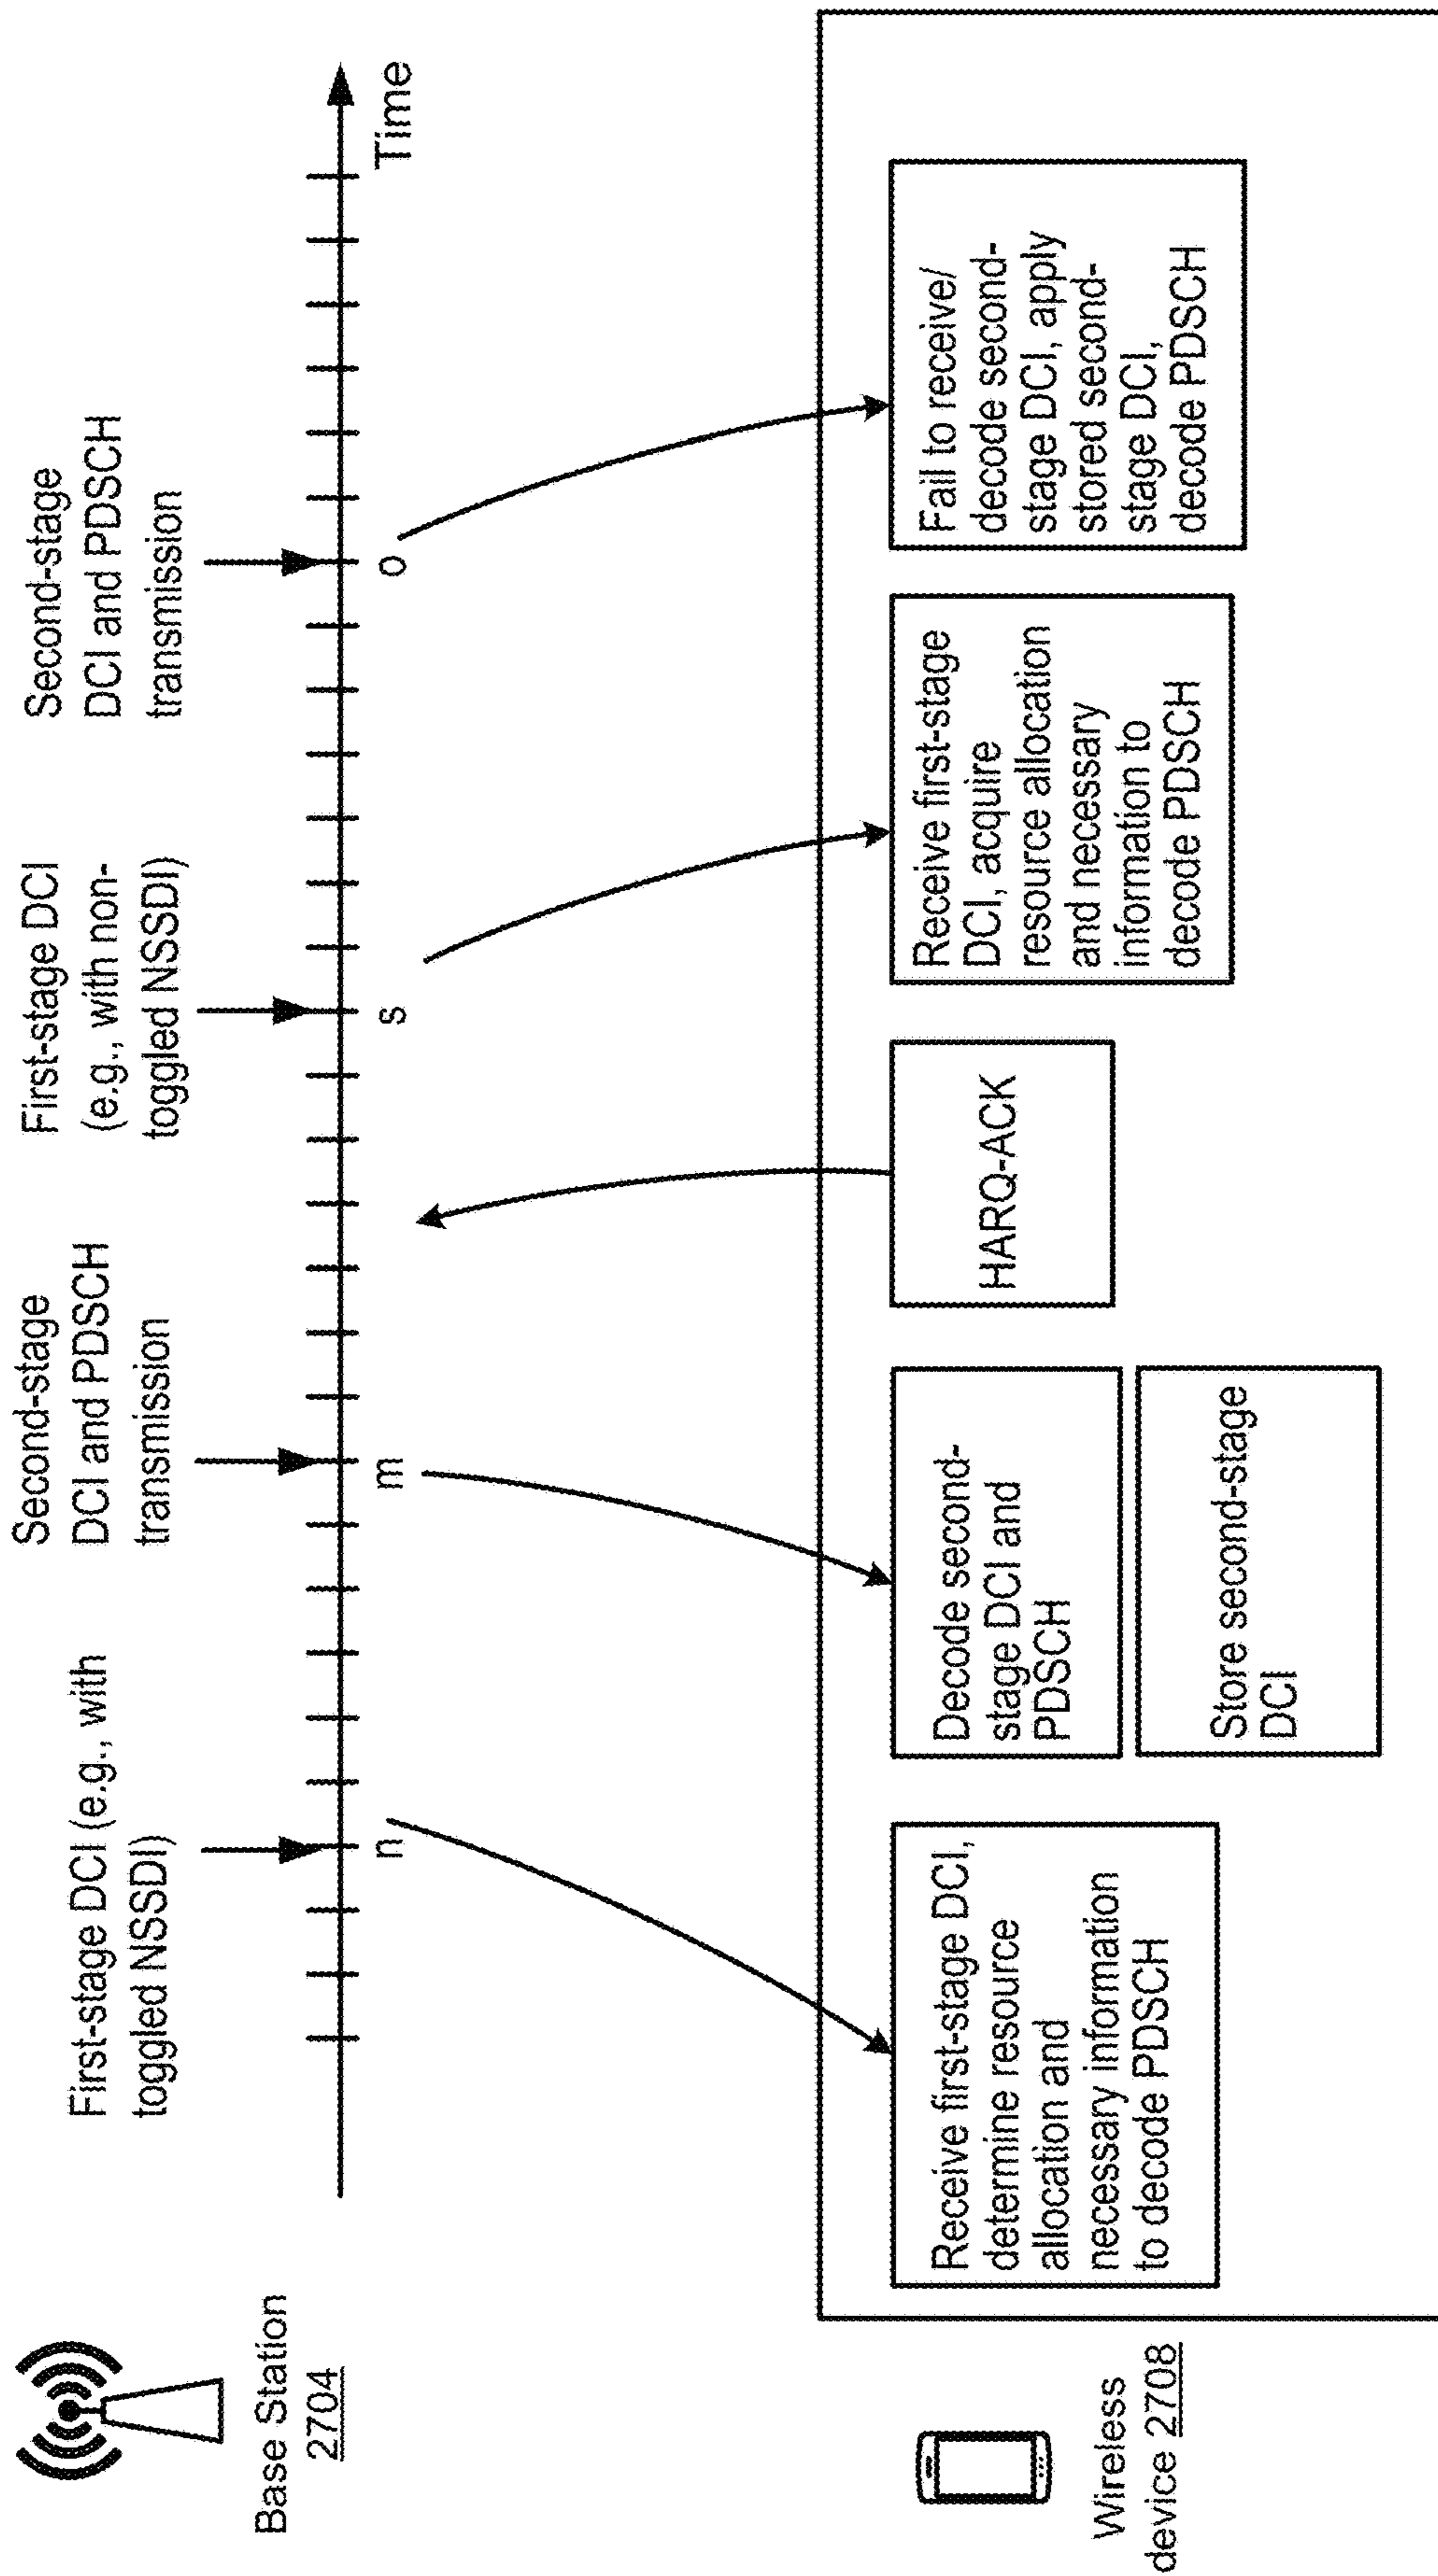 Base Station
2704
First-stage DCI (e.g., with
toggled NSSDI)
Second-stage
DCI and PDSCH
transmission
First-stage DCI
(e.g., with non-
toggled NSSDI)
Second-stage
DCI and PDSCH
transmission
n
m
s
o
Time
Wireless
device 2708
Receive first-stage DCI,
determine resource
allocation and
necessary information
to decode PDSCH
Decode second-
stage DCI and
PDSCH
Store second-stage
DCI
HARQ-ACK
Receive first-stage
DCI, acquire
resource allocation
and necessary
information to
decode PDSCH
Fail to receive/
decode second-
stage DCI, apply
stored second-
stage DCI,
decode PDSCH